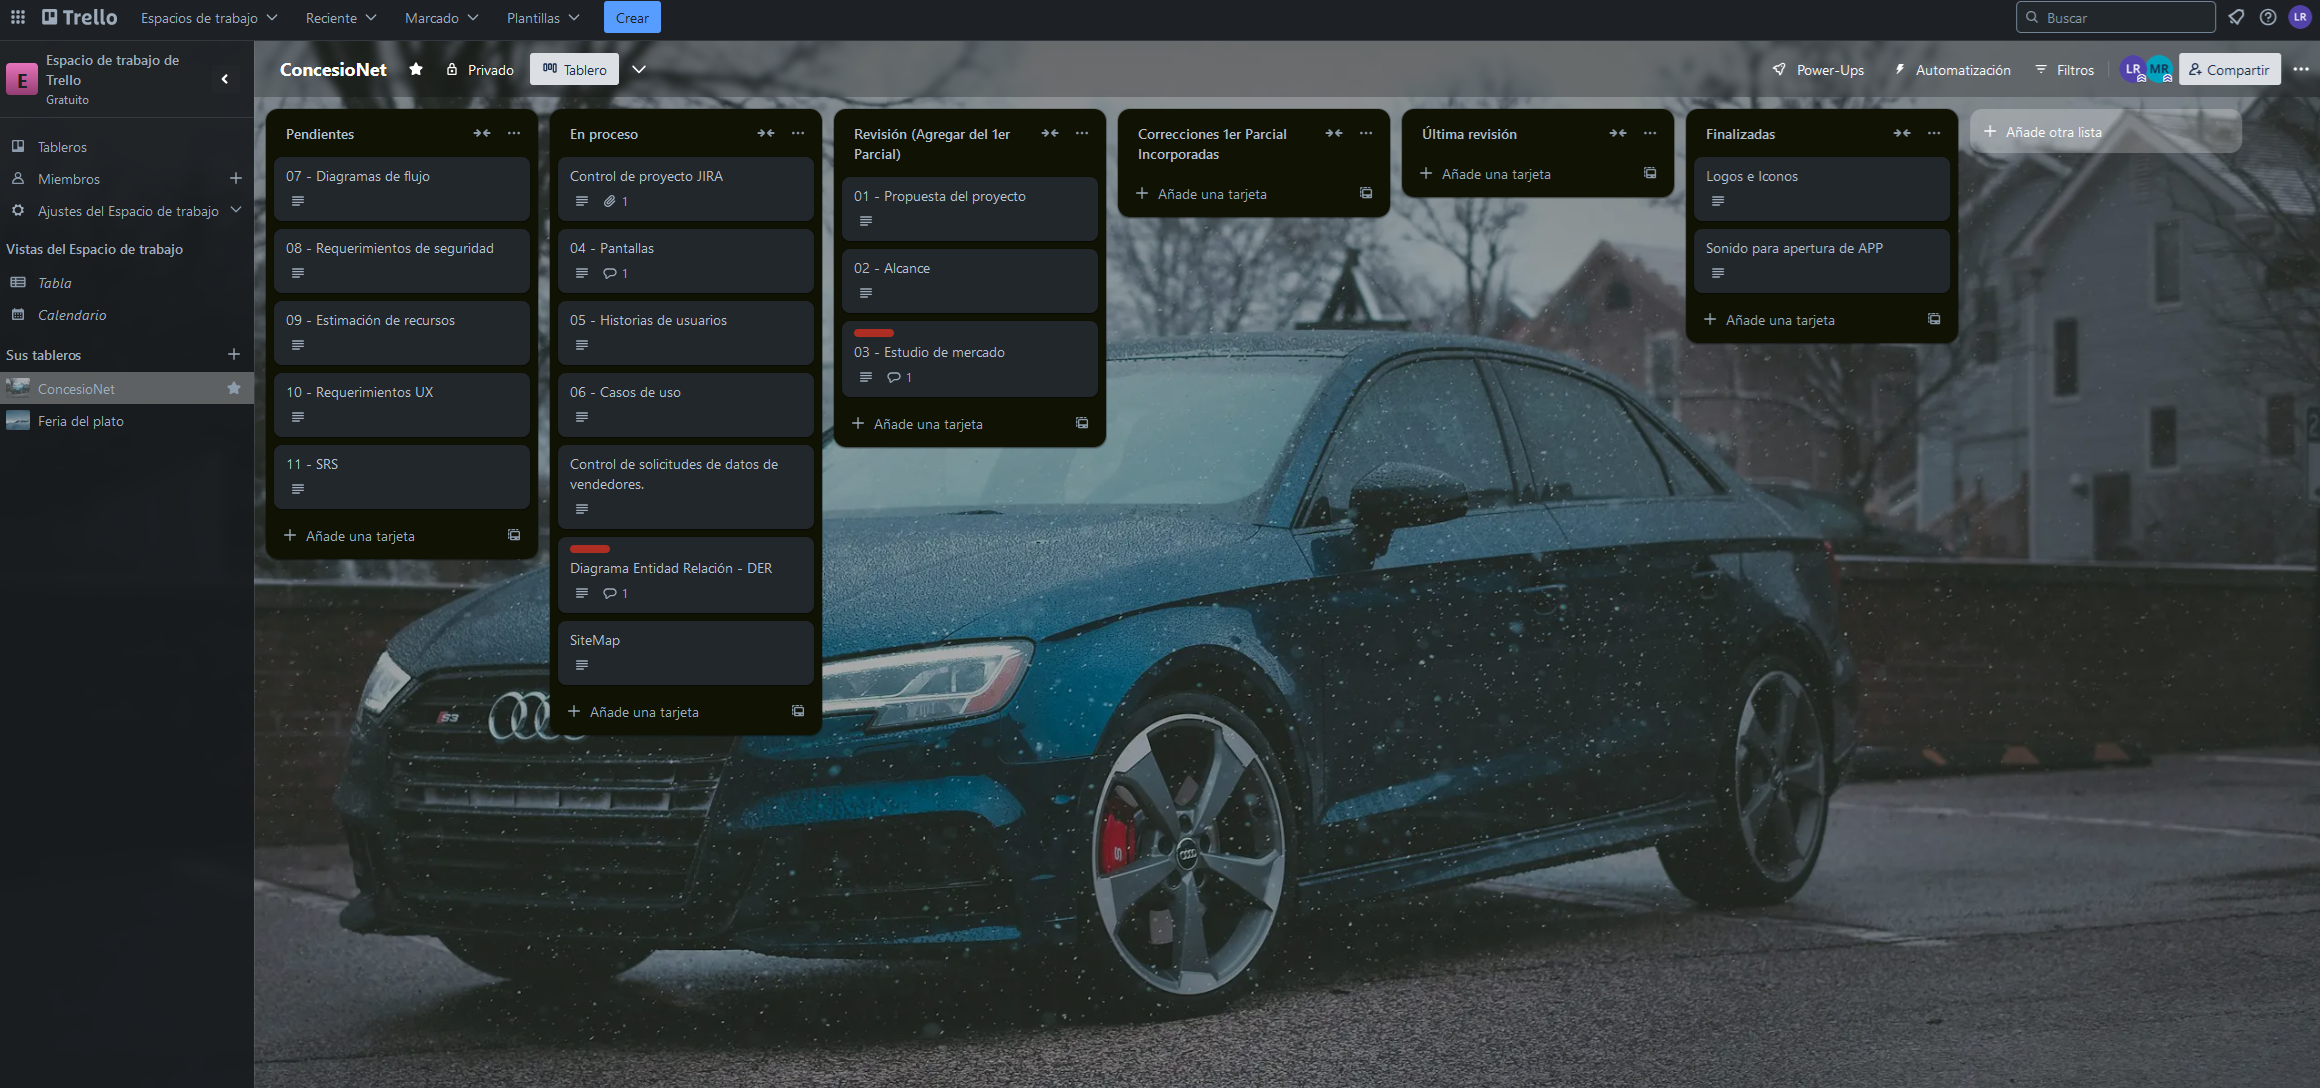 Trello
Espacios de trabajo
Reciente
Marcado
Plantillas
Crear
Buscar
LR
E
Espacio de trabajo de
Trello
Gratuito
ConcesioNet
Privado
Tablero
Power-Ups
Automatización
Filtros
LR
MR
Compartir
Tableros
Miembros
Ajustes del Espacio de trabajo
Vistas del Espacio de trabajo
Tabla
Calendario
Sus tableros
ConcesioNet
Feria del plato
Pendientes
07 - Diagramas de flujo
08 - Requerimientos de seguridad
09 - Estimación de recursos
10 - Requerimientos UX
11 - SRS
Añade una tarjeta
En proceso
Control de proyecto JIRA
1
04 - Pantallas
1
05 - Historias de usuarios
06 - Casos de uso
Control de solicitudes de datos de
vendedores.
Diagrama Entidad Relación - DER
1
SiteMap
Añade una tarjeta
Revisión (Agregar del 1er
Parcial)
01 - Propuesta del proyecto
02 - Alcance
03 - Estudio de mercado
1
Añade una tarjeta
Correcciones 1er Parcial
Incorporadas
Añade una tarjeta
Última revisión
Añade una tarjeta
Finalizadas
Logos e Iconos
Sonido para apertura de APP
Añade una tarjeta
Añade otra lista
S3
S